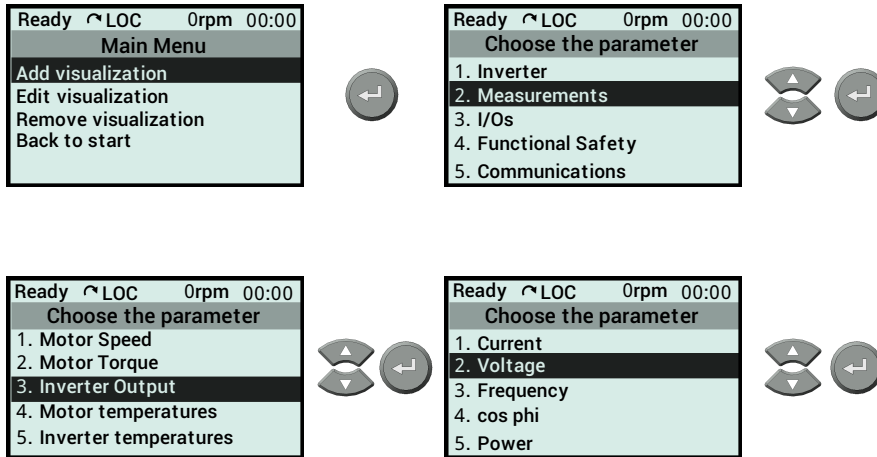 Ready LOC 0rpm 00:00
Main Menu
Add visualization
Edit visualization
Remove visualization
Back to start
Ready LOC 0rpm 00:00
Choose the parameter
1. Inverter
2. Measurements
3. I/Os
4. Functional Safety
5. Communications
Ready LOC 0rpm 00:00
Choose the parameter
1. Motor Speed
2. Motor Torque
3. Inverter Output
4. Motor temperatures
5. Inverter temperatures
Ready LOC 0rpm 00:00
Choose the parameter
1. Current
2. Voltage
3. Frequency
4. cos phi
5. Power